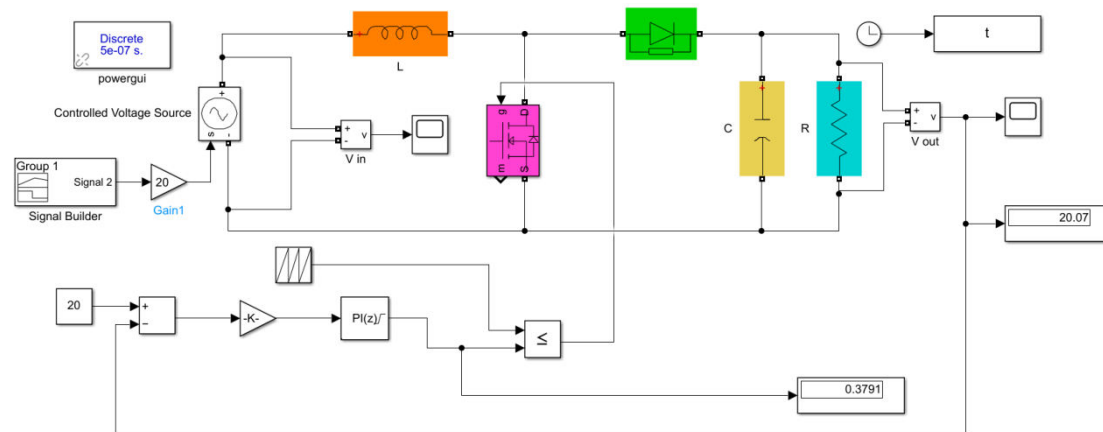 Discrete
5e-07 s.
powergui
L
t
+
Controlled Voltage Source
s
-
+
-
v
V in
g
D
m
S
+
C
+
R
+
-
v
V out
Group 1
Signal 2
Signal Builder
20
Gain1
20.07
20
+
−
-K-
PI(z)
≤
0.3791